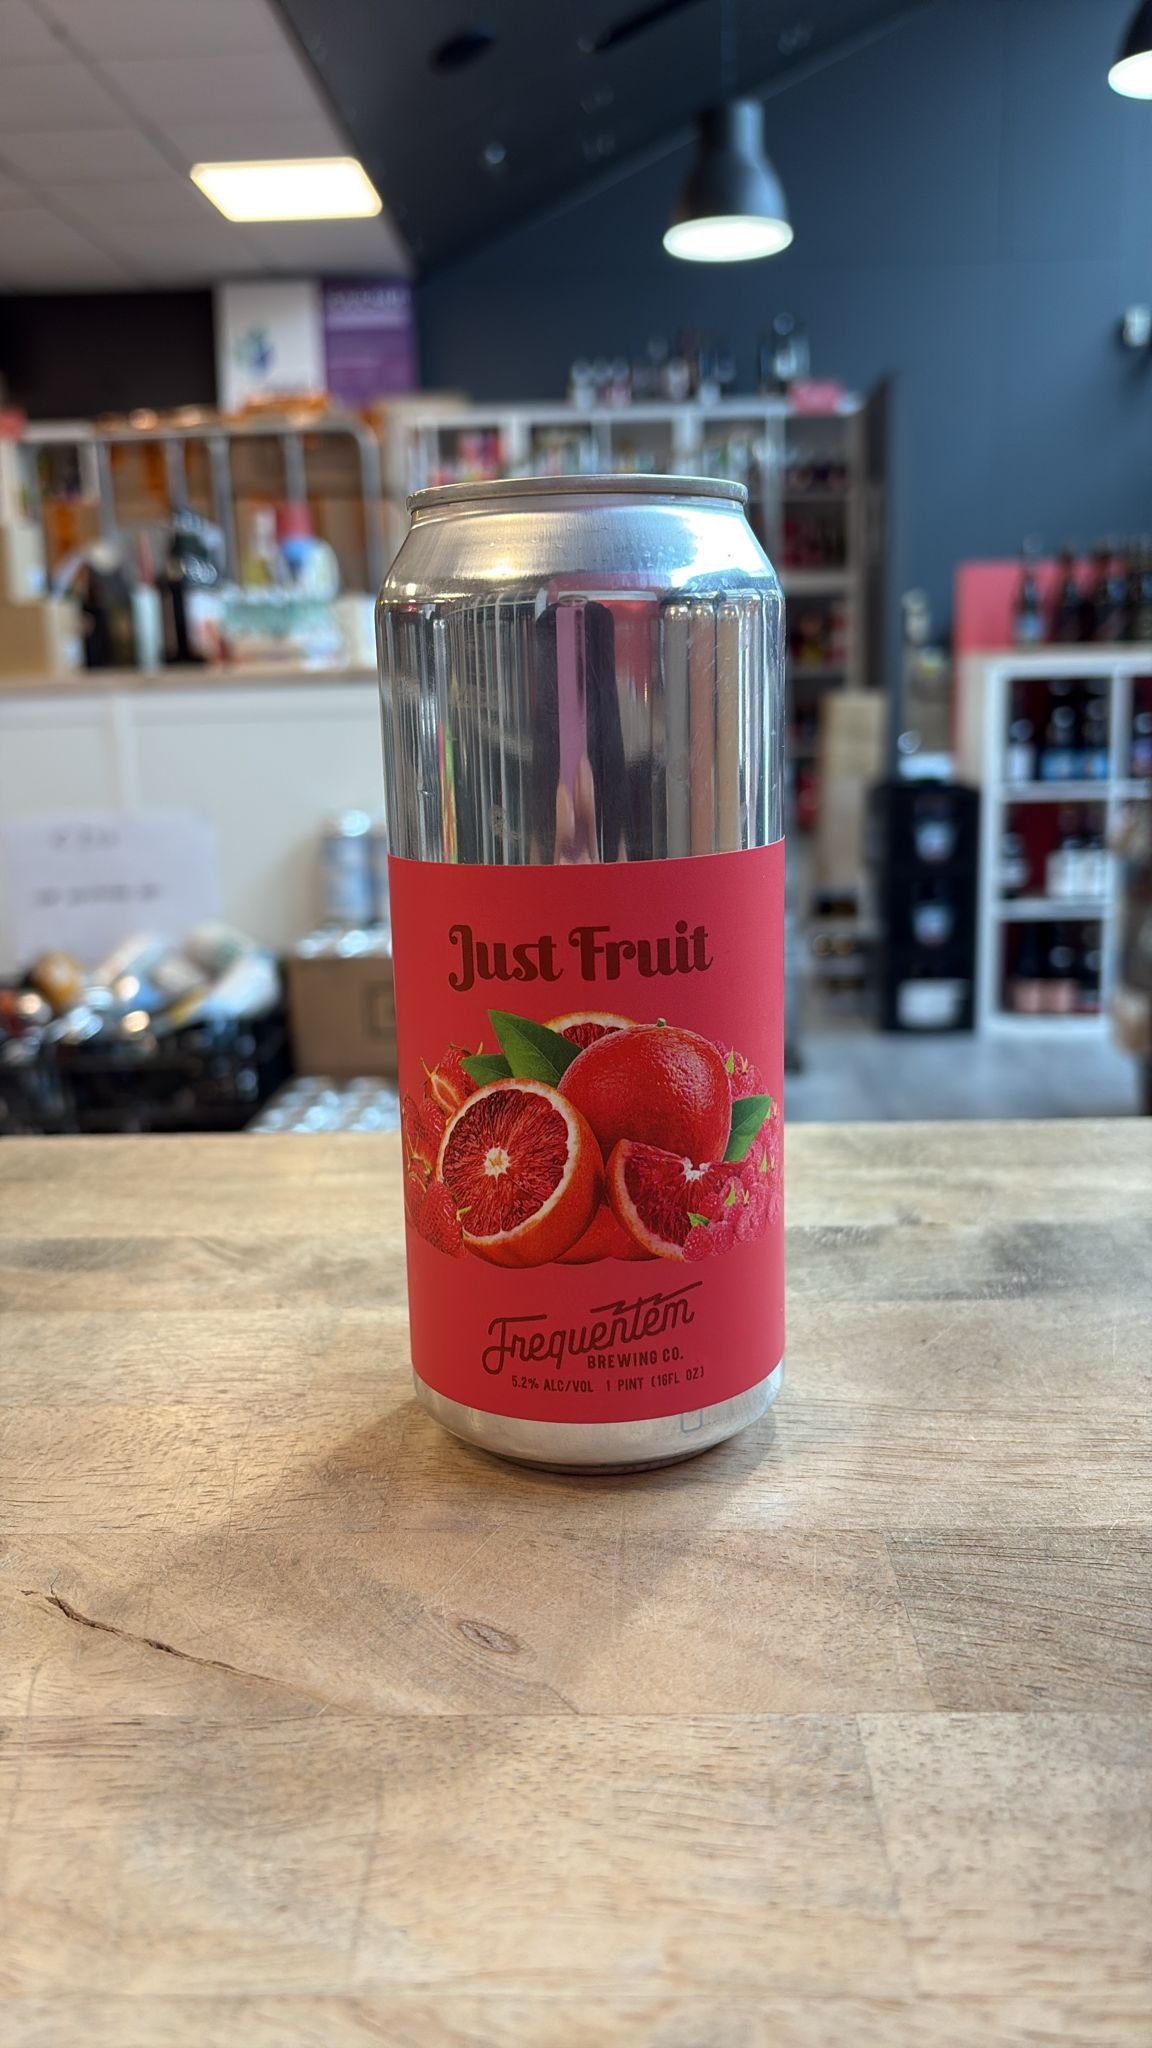 Just Fruit
Frequentem
BREWING CO.
5.2% ALC/VOL 1 PINT (16FL OZ)